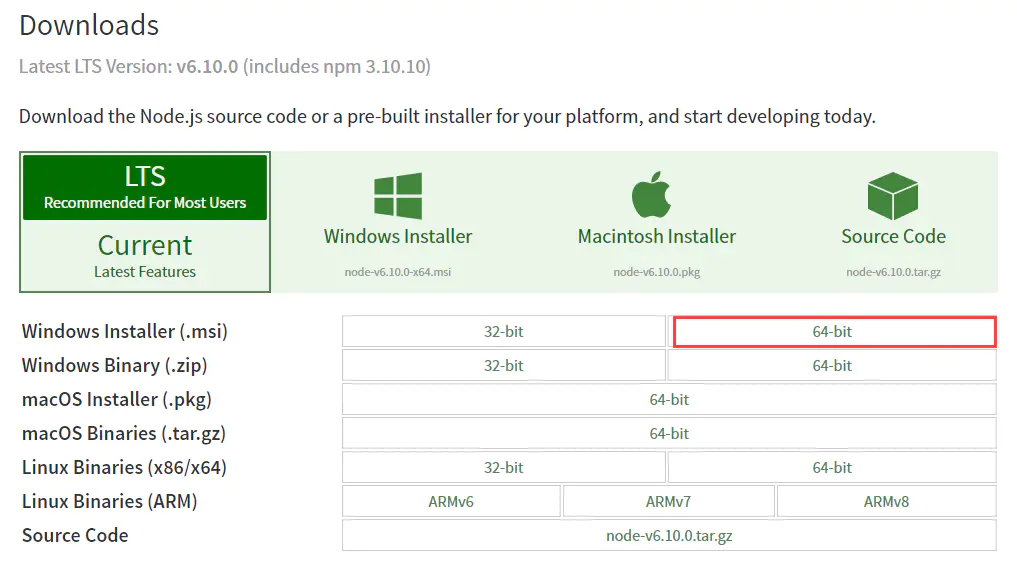 Downloads
Latest LTS Version: v6.10.0 (includes npm 3.10.10)
Download the Node.js source code or a pre-built installer for your platform, and start developing today.
LTS
Recommended For Most Users
Current
Latest Features
Windows Installer
node-v6.10.0-x64.msi
Macintosh Installer
node-v6.10.0.pkg
Source Code
node-v6.10.0.tar.gz
Windows Installer (.msi) 32-bit 64-bit
Windows Binary (.zip) 32-bit 64-bit
macOS Installer (.pkg) 64-bit
macOS Binaries (.tar.gz) 64-bit
Linux Binaries (x86/x64) 32-bit 64-bit
Linux Binaries (ARM) ARMv6 ARMv7 ARMv8
Source Code node-v6.10.0.tar.gz